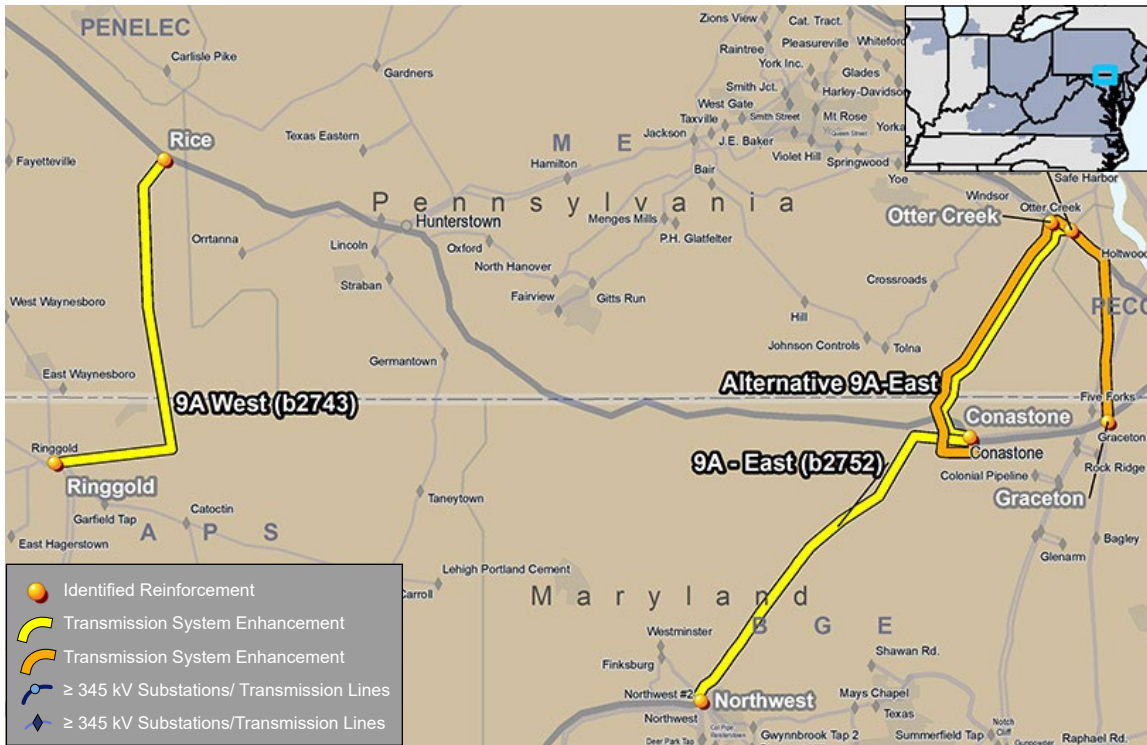 PENELEC
Carlisle Pike
Rice
Fayetteville
Gardners
Texas Eastern
Zions View
Cat. Tract.
Raintree
Pleasureville
Whiteford
York Inc.
Glades
Smith Jct.
Harley-Davidson
West Gate
Mt Rose
Taxville
Smith Street
Jackson
J.E. Baker
Queen Street
Yorka
M E
Hamilton
Bair
Violet Hill
Springwood
Yoe
Safe Harbor
Windsor
Pennsylvania
Otter Creek
Otter Creek
Hunterstown
Menges Mills
P.H. Glatfelter
Orrtanna
Lincoln
Oxford
Holtwood
North Hanover
Straban
Crossroads
West Waynesboro
Fairview
Gitts Run
PECO
Hill
Germantown
Johnson Controls
Tolna
East Waynesboro
Alternative 9A-East
9A West (b2743)
Five Forks
Conastone
Graceton
Ringgold
Conastone
9A - East (b2752)
Rock Ridge
Colonial Pipeline
Ringgold
Taneytown
Graceton
Garfield Tap
Catoctin
A P S
East Hagerstown
Bagley
Glenarm
Lehigh Portland Cement
Carroll
Maryland
B G E
Westminster
Shawan Rd.
Finksburg
Northwest #2
Northwest
Northwest
Mays Chapel
Texas
Notch
Cliff
Deer Park Tap
Gwynnbrook Tap 2
Summerfield Tap
Raphael Rd.
Identified Reinforcement
Transmission System Enhancement
Transmission System Enhancement
≥ 345 kV Substations/ Transmission Lines
≥ 345 kV Substations/Transmission Lines